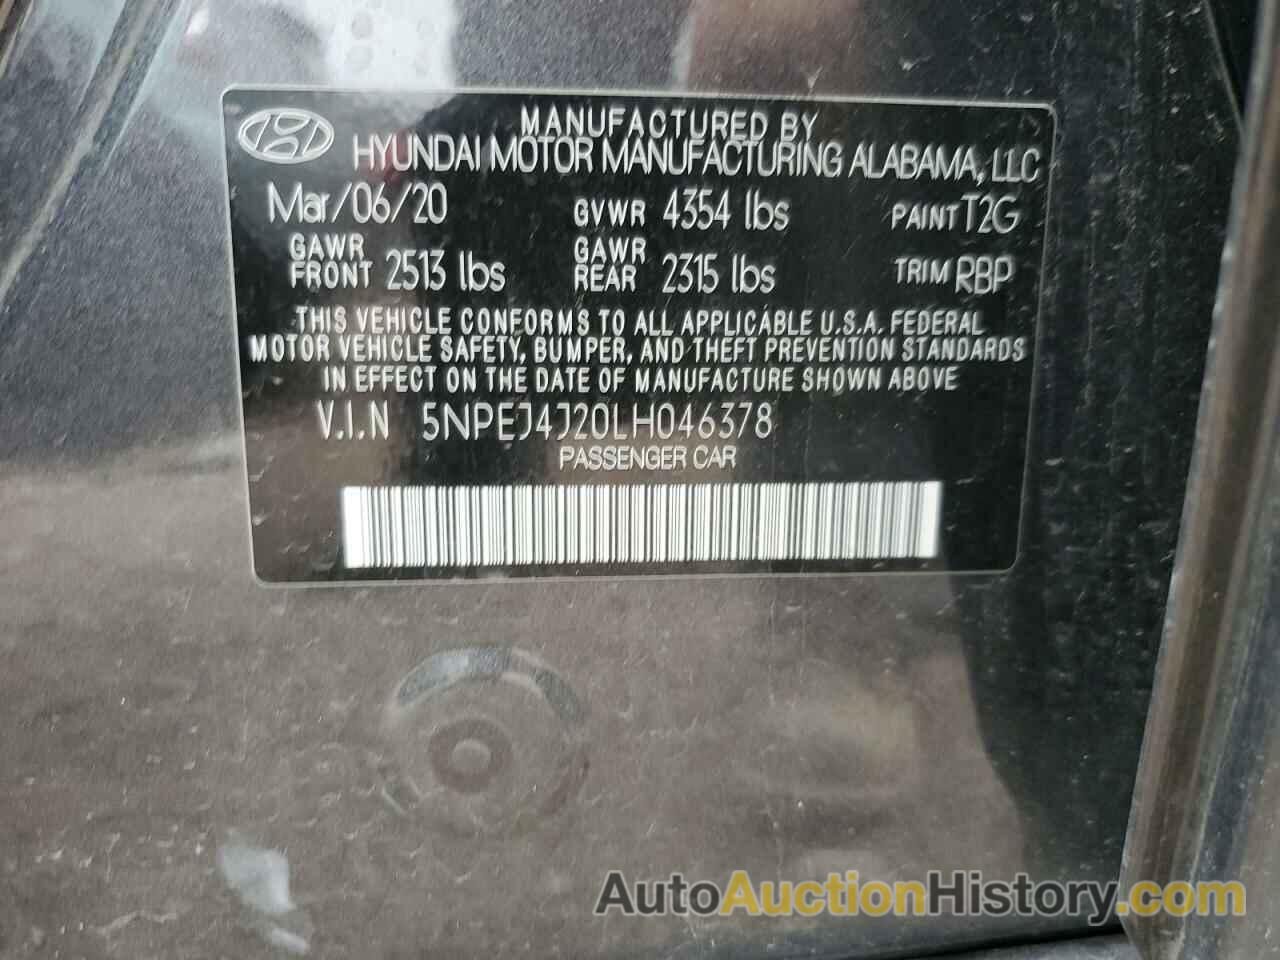 MANUFACTURED BY
HYUNDAI MOTOR MANUFACTURING ALABAMA, LLC
Mar/06/20 GVWR 4354 lbs PAINT T2G
GAWR FRONT 2513 lbs GAWR REAR 2315 lbs TRIM RBP
THIS VEHICLE CONFORMS TO ALL APPLICABLE U.S.A. FEDERAL
MOTOR VEHICLE SAFETY, BUMPER, AND THEFT PREVENTION STANDARDS
IN EFFECT ON THE DATE OF MANUFACTURE SHOWN ABOVE
V.I.N 5NPEJ4J20LH046378
PASSENGER CAR
AutoAuctionHistory.com